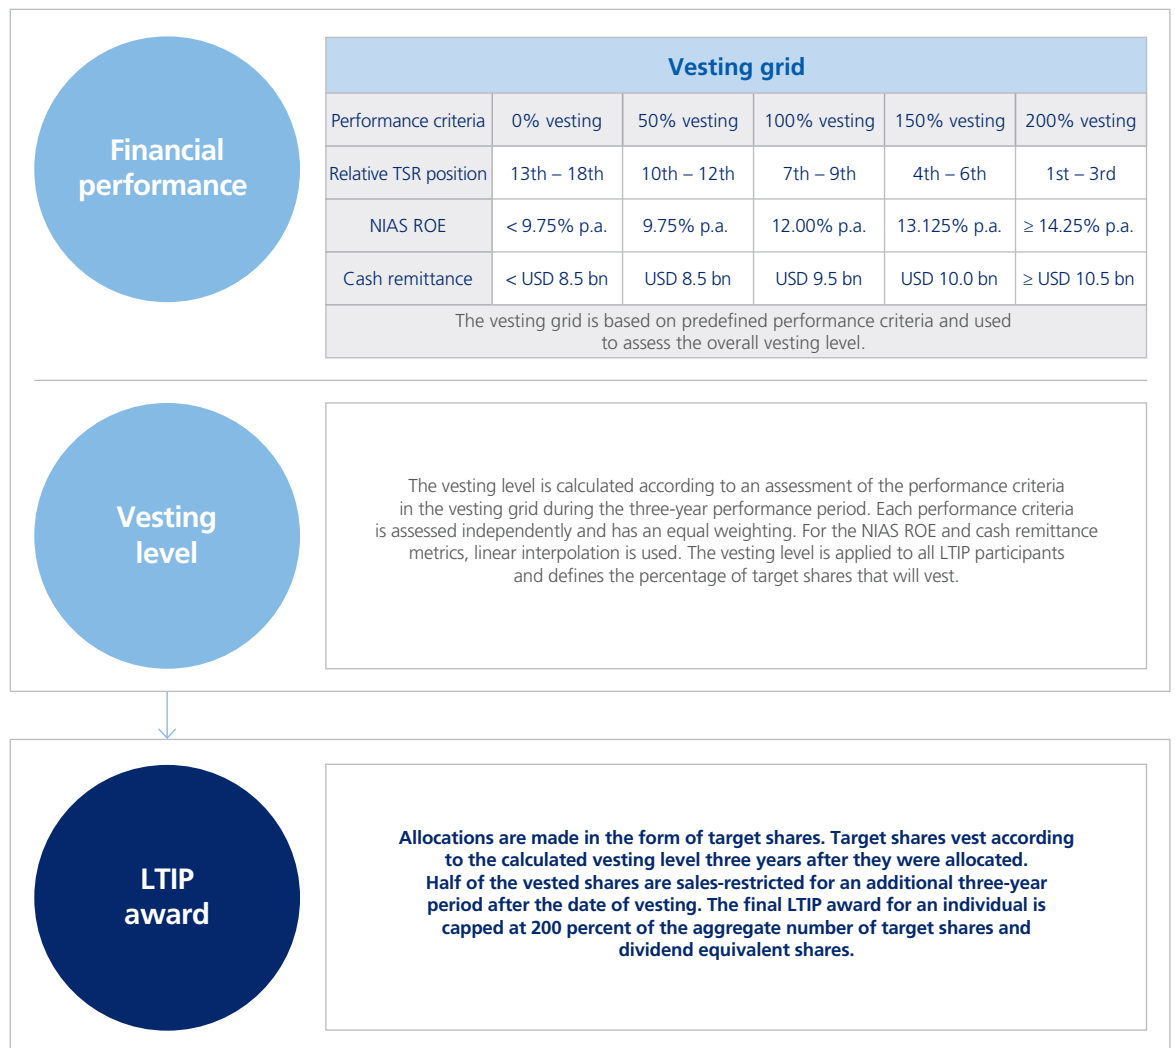 Financial
performance
Vesting grid
Performance criteria 0% vesting 50% vesting 100% vesting 150% vesting 200% vesting
Relative TSR position 13th – 18th 10th – 12th 7th – 9th 4th – 6th 1st – 3rd
NIAS ROE < 9.75% p.a. 9.75% p.a. 12.00% p.a. 13.125% p.a. ≥ 14.25% p.a.
Cash remittance < USD 8.5 bn USD 8.5 bn USD 9.5 bn USD 10.0 bn ≥ USD 10.5 bn
The vesting grid is based on predefined performance criteria and used
to assess the overall vesting level.
Vesting
level
The vesting level is calculated according to an assessment of the performance criteria
in the vesting grid during the three-year performance period. Each performance criteria
is assessed independently and has an equal weighting. For the NIAS ROE and cash remittance
metrics, linear interpolation is used. The vesting level is applied to all LTIP participants
and defines the percentage of target shares that will vest.
LTIP
award
Allocations are made in the form of target shares. Target shares vest according
to the calculated vesting level three years after they were allocated.
Half of the vested shares are sales-restricted for an additional three-year
period after the date of vesting. The final LTIP award for an individual is
capped at 200 percent of the aggregate number of target shares and
dividend equivalent shares.